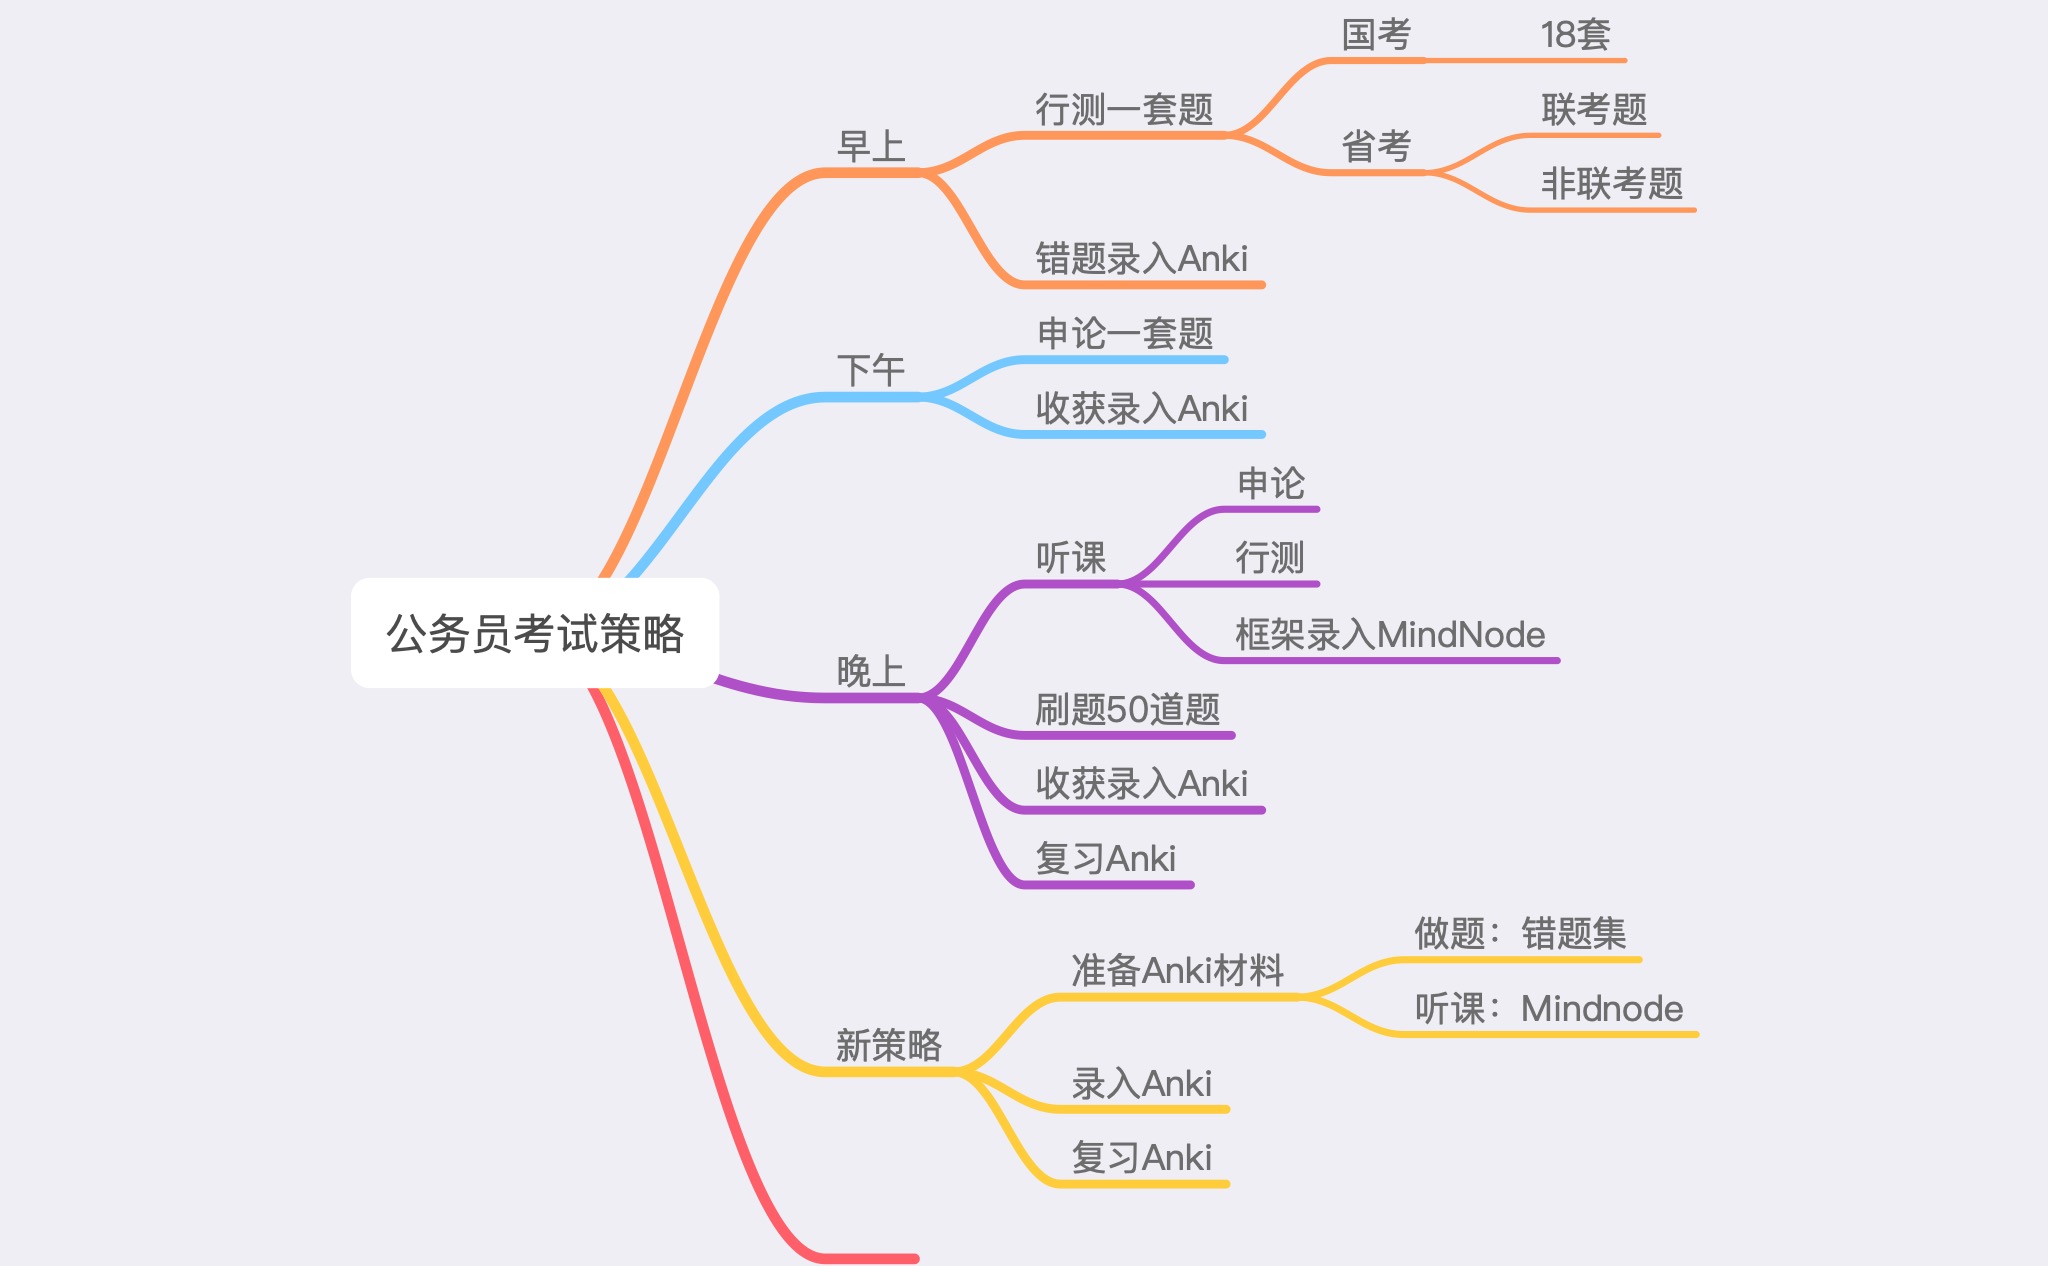 公务员考试策略
早上
行测一套题
国考
18套
省考
联考题
非联考题
错题录入Anki
下午
申论一套题
收获录入Anki
晚上
听课
申论
行测
框架录入MindNode
刷题50道题
收获录入Anki
复习Anki
新策略
准备Anki材料
做题：错题集
听课：Mindnode
录入Anki
复习Anki